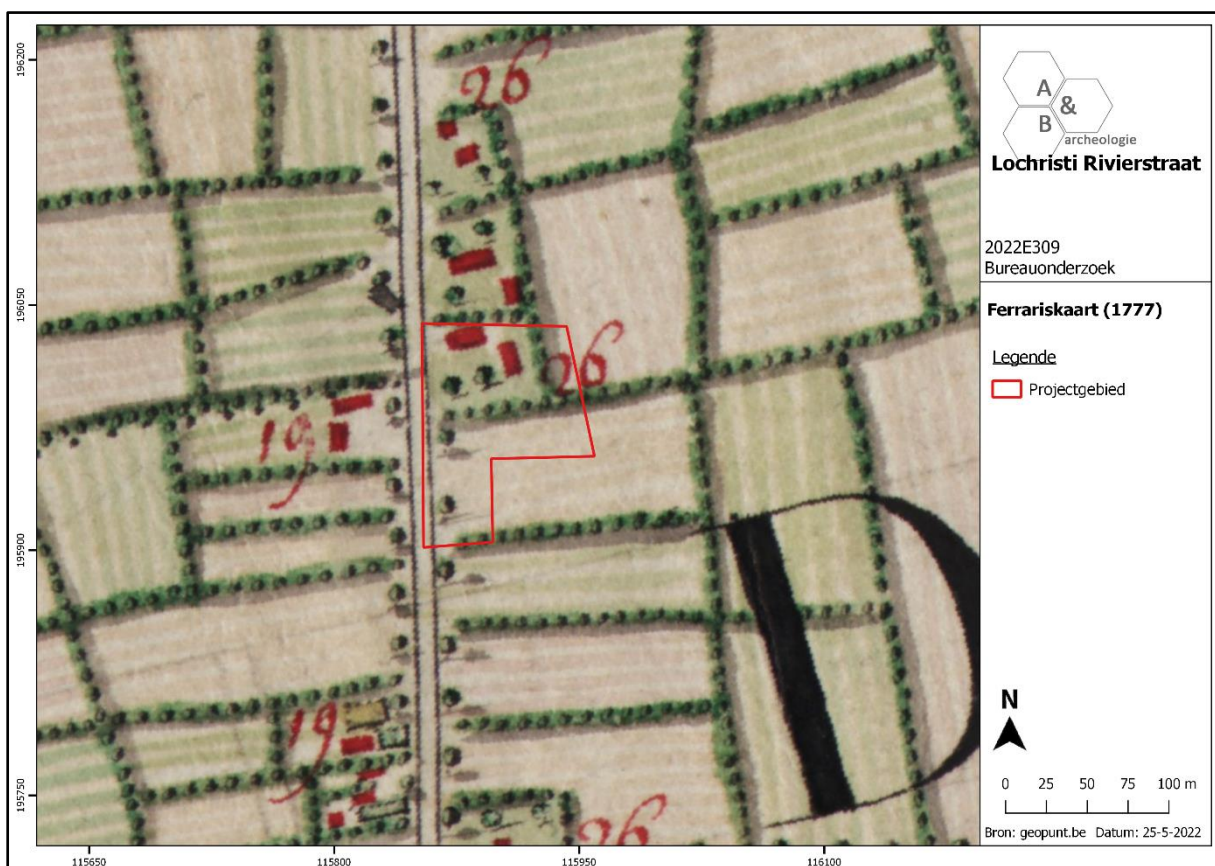 196200
196050
195900
195750
115650
115800
115950
116100
26
26
19
19
26
D
A
&
B
archeologie
Lochristi Rivierstraat
2022E309
Bureauonderzoek
Ferrariskaart (1777)
Legende
Projectgebied
N
0 25 50 75 100 m
Bron: geopunt.be Datum: 25-5-2022